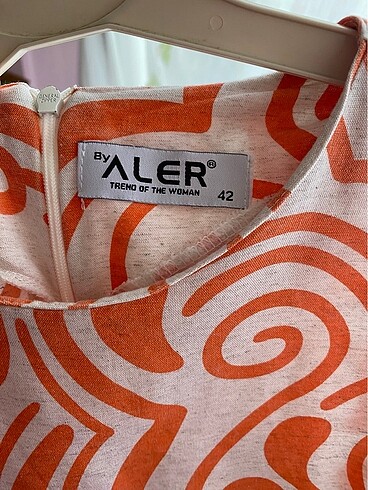 By ALER®
TREND OF THE WOMAN
42